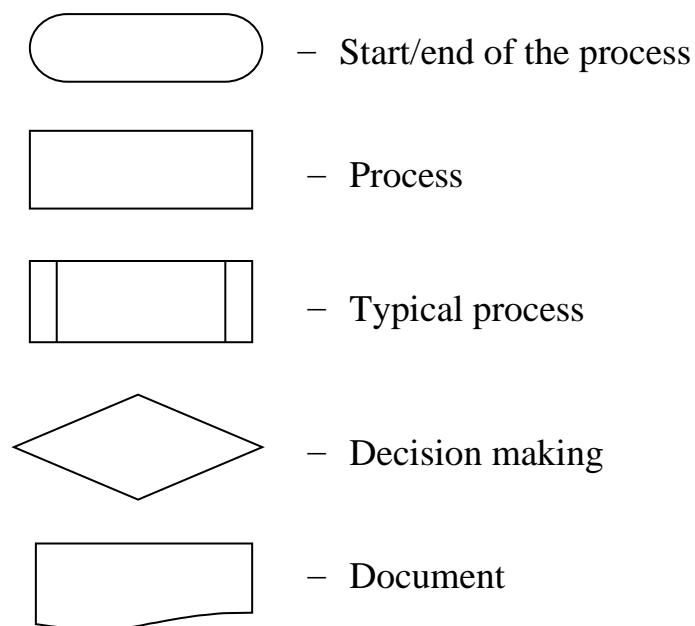 – Start/end of the process
– Process
– Typical process
– Decision making
– Document